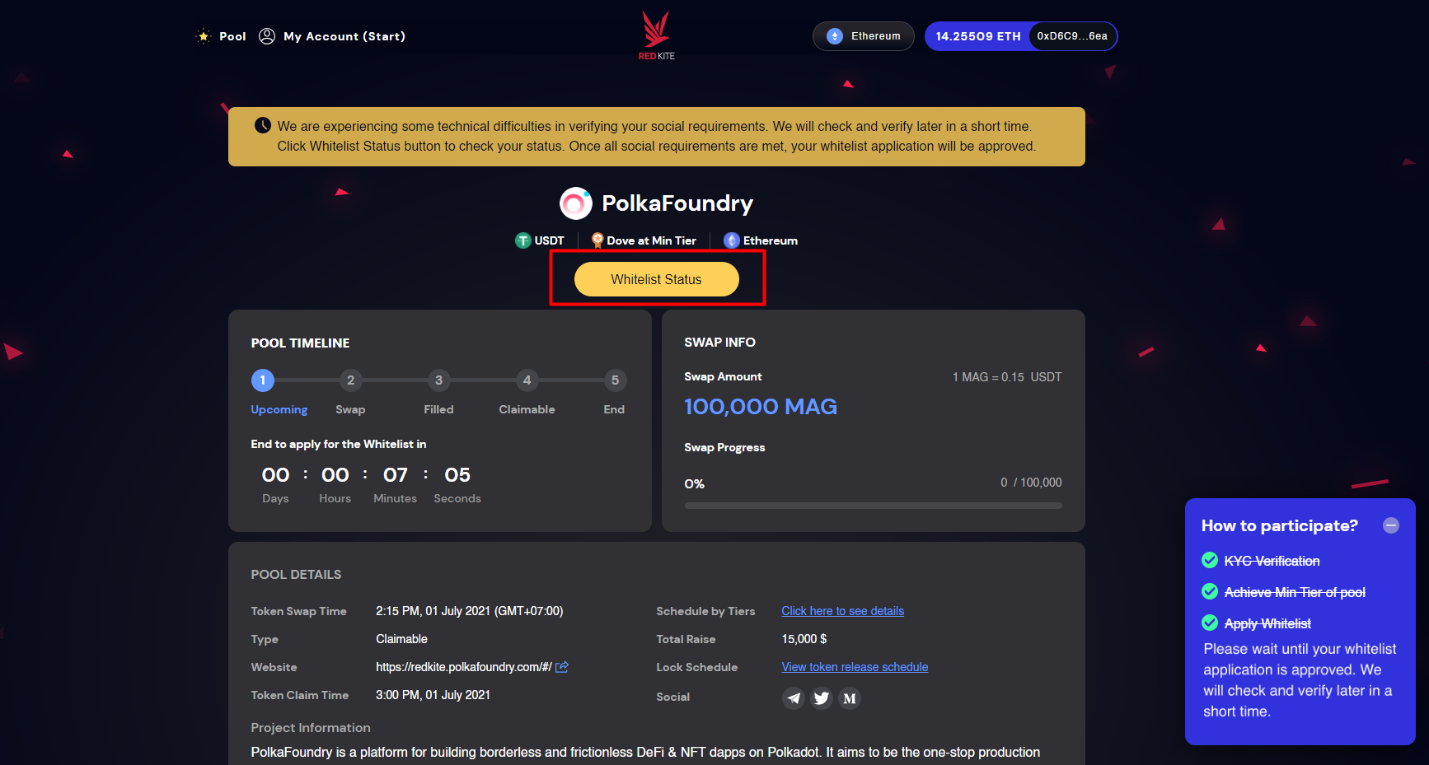 Pool
My Account (Start)
RED KITE
Ethereum
14.25509 ETH
0xD6C9...6ea
We are experiencing some technical difficulties in verifying your social requirements. We will check and verify later in a short time.
Click Whitelist Status button to check your status. Once all social requirements are met, your whitelist application will be approved.
PolkaFoundry
USDT
Dove at Min Tier
Ethereum
Whitelist Status
POOL TIMELINE
1 2 3 4 5
Upcoming Swap Filled Claimable End
End to apply for the Whitelist in
00 : 00 : 07 : 05
Days Hours Minutes Seconds
SWAP INFO
Swap Amount 1 MAG = 0.15 USDT
100,000 MAG
Swap Progress
0% 0 / 100,000
POOL DETAILS
Token Swap Time 2:15 PM, 01 July 2021 (GMT+07:00)
Type Claimable
Website https://redkite.polkafoundry.com/#/
Token Claim Time 3:00 PM, 01 July 2021
Schedule by Tiers Click here to see details
Total Raise 15,000 $
Lock Schedule View token release schedule
Social M
Project Information
PolkaFoundry is a platform for building borderless and frictionless DeFi & NFT dapps on Polkadot. It aims to be the one-stop production
How to participate?
KYC Verification
Achieve Min Tier of pool
Apply Whitelist
Please wait until your whitelist
application is approved. We
will check and verify later in a
short time.